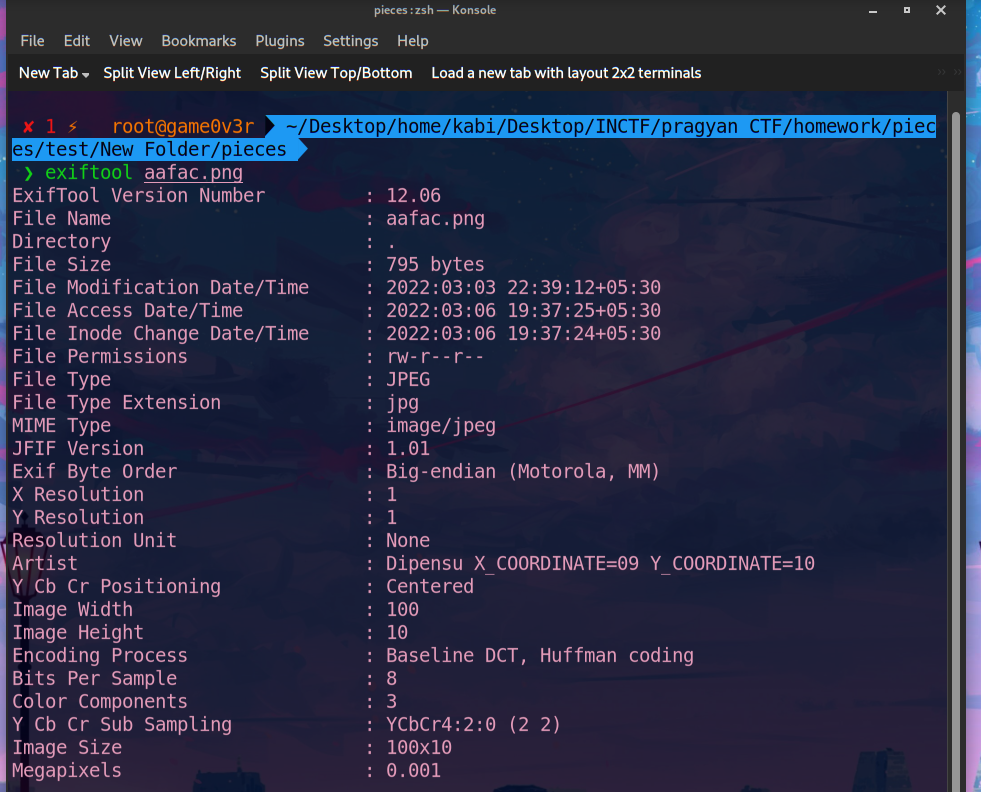 pieces:zsh — Konsole
File Edit View Bookmarks Plugins Settings Help
New Tab Split View Left/Right Split View Top/Bottom Load a new tab with layout 2x2 terminals
✘ 1 ⚡ root@game0v3r ~/Desktop/home/kabi/Desktop/INCTF/pragyan CTF/homework/piec
es/test/New Folder/pieces
❯ exiftool aafac.png
ExifTool Version Number : 12.06
File Name : aafac.png
Directory : .
File Size : 795 bytes
File Modification Date/Time : 2022:03:03 22:39:12+05:30
File Access Date/Time : 2022:03:06 19:37:25+05:30
File Inode Change Date/Time : 2022:03:06 19:37:24+05:30
File Permissions : rw-r--r--
File Type : JPEG
File Type Extension : jpg
MIME Type : image/jpeg
JFIF Version : 1.01
Exif Byte Order : Big-endian (Motorola, MM)
X Resolution : 1
Y Resolution : 1
Resolution Unit : None
Artist : Dipensu X_COORDINATE=09 Y_COORDINATE=10
Y Cb Cr Positioning : Centered
Image Width : 100
Image Height : 10
Encoding Process : Baseline DCT, Huffman coding
Bits Per Sample : 8
Color Components : 3
Y Cb Cr Sub Sampling : YCbCr4:2:0 (2 2)
Image Size : 100x10
Megapixels : 0.001